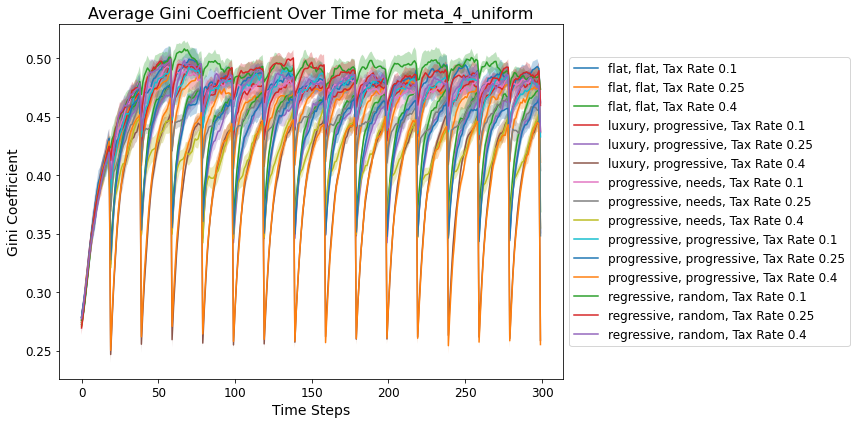 Average Gini Coefficient Over Time for meta_4_uniform
Gini Coefficient
0.50
0.45
0.40
0.35
0.30
0.25
0
50
100
150
200
250
300
Time Steps
flat, flat, Tax Rate 0.1
flat, flat, Tax Rate 0.25
flat, flat, Tax Rate 0.4
luxury, progressive, Tax Rate 0.1
luxury, progressive, Tax Rate 0.25
luxury, progressive, Tax Rate 0.4
progressive, needs, Tax Rate 0.1
progressive, needs, Tax Rate 0.25
progressive, needs, Tax Rate 0.4
progressive, progressive, Tax Rate 0.1
progressive, progressive, Tax Rate 0.25
progressive, progressive, Tax Rate 0.4
regressive, random, Tax Rate 0.1
regressive, random, Tax Rate 0.25
regressive, random, Tax Rate 0.4